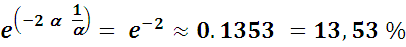 e^(−2 α 1/α) = e^−2 ≈ 0.1353 = 13,53 %